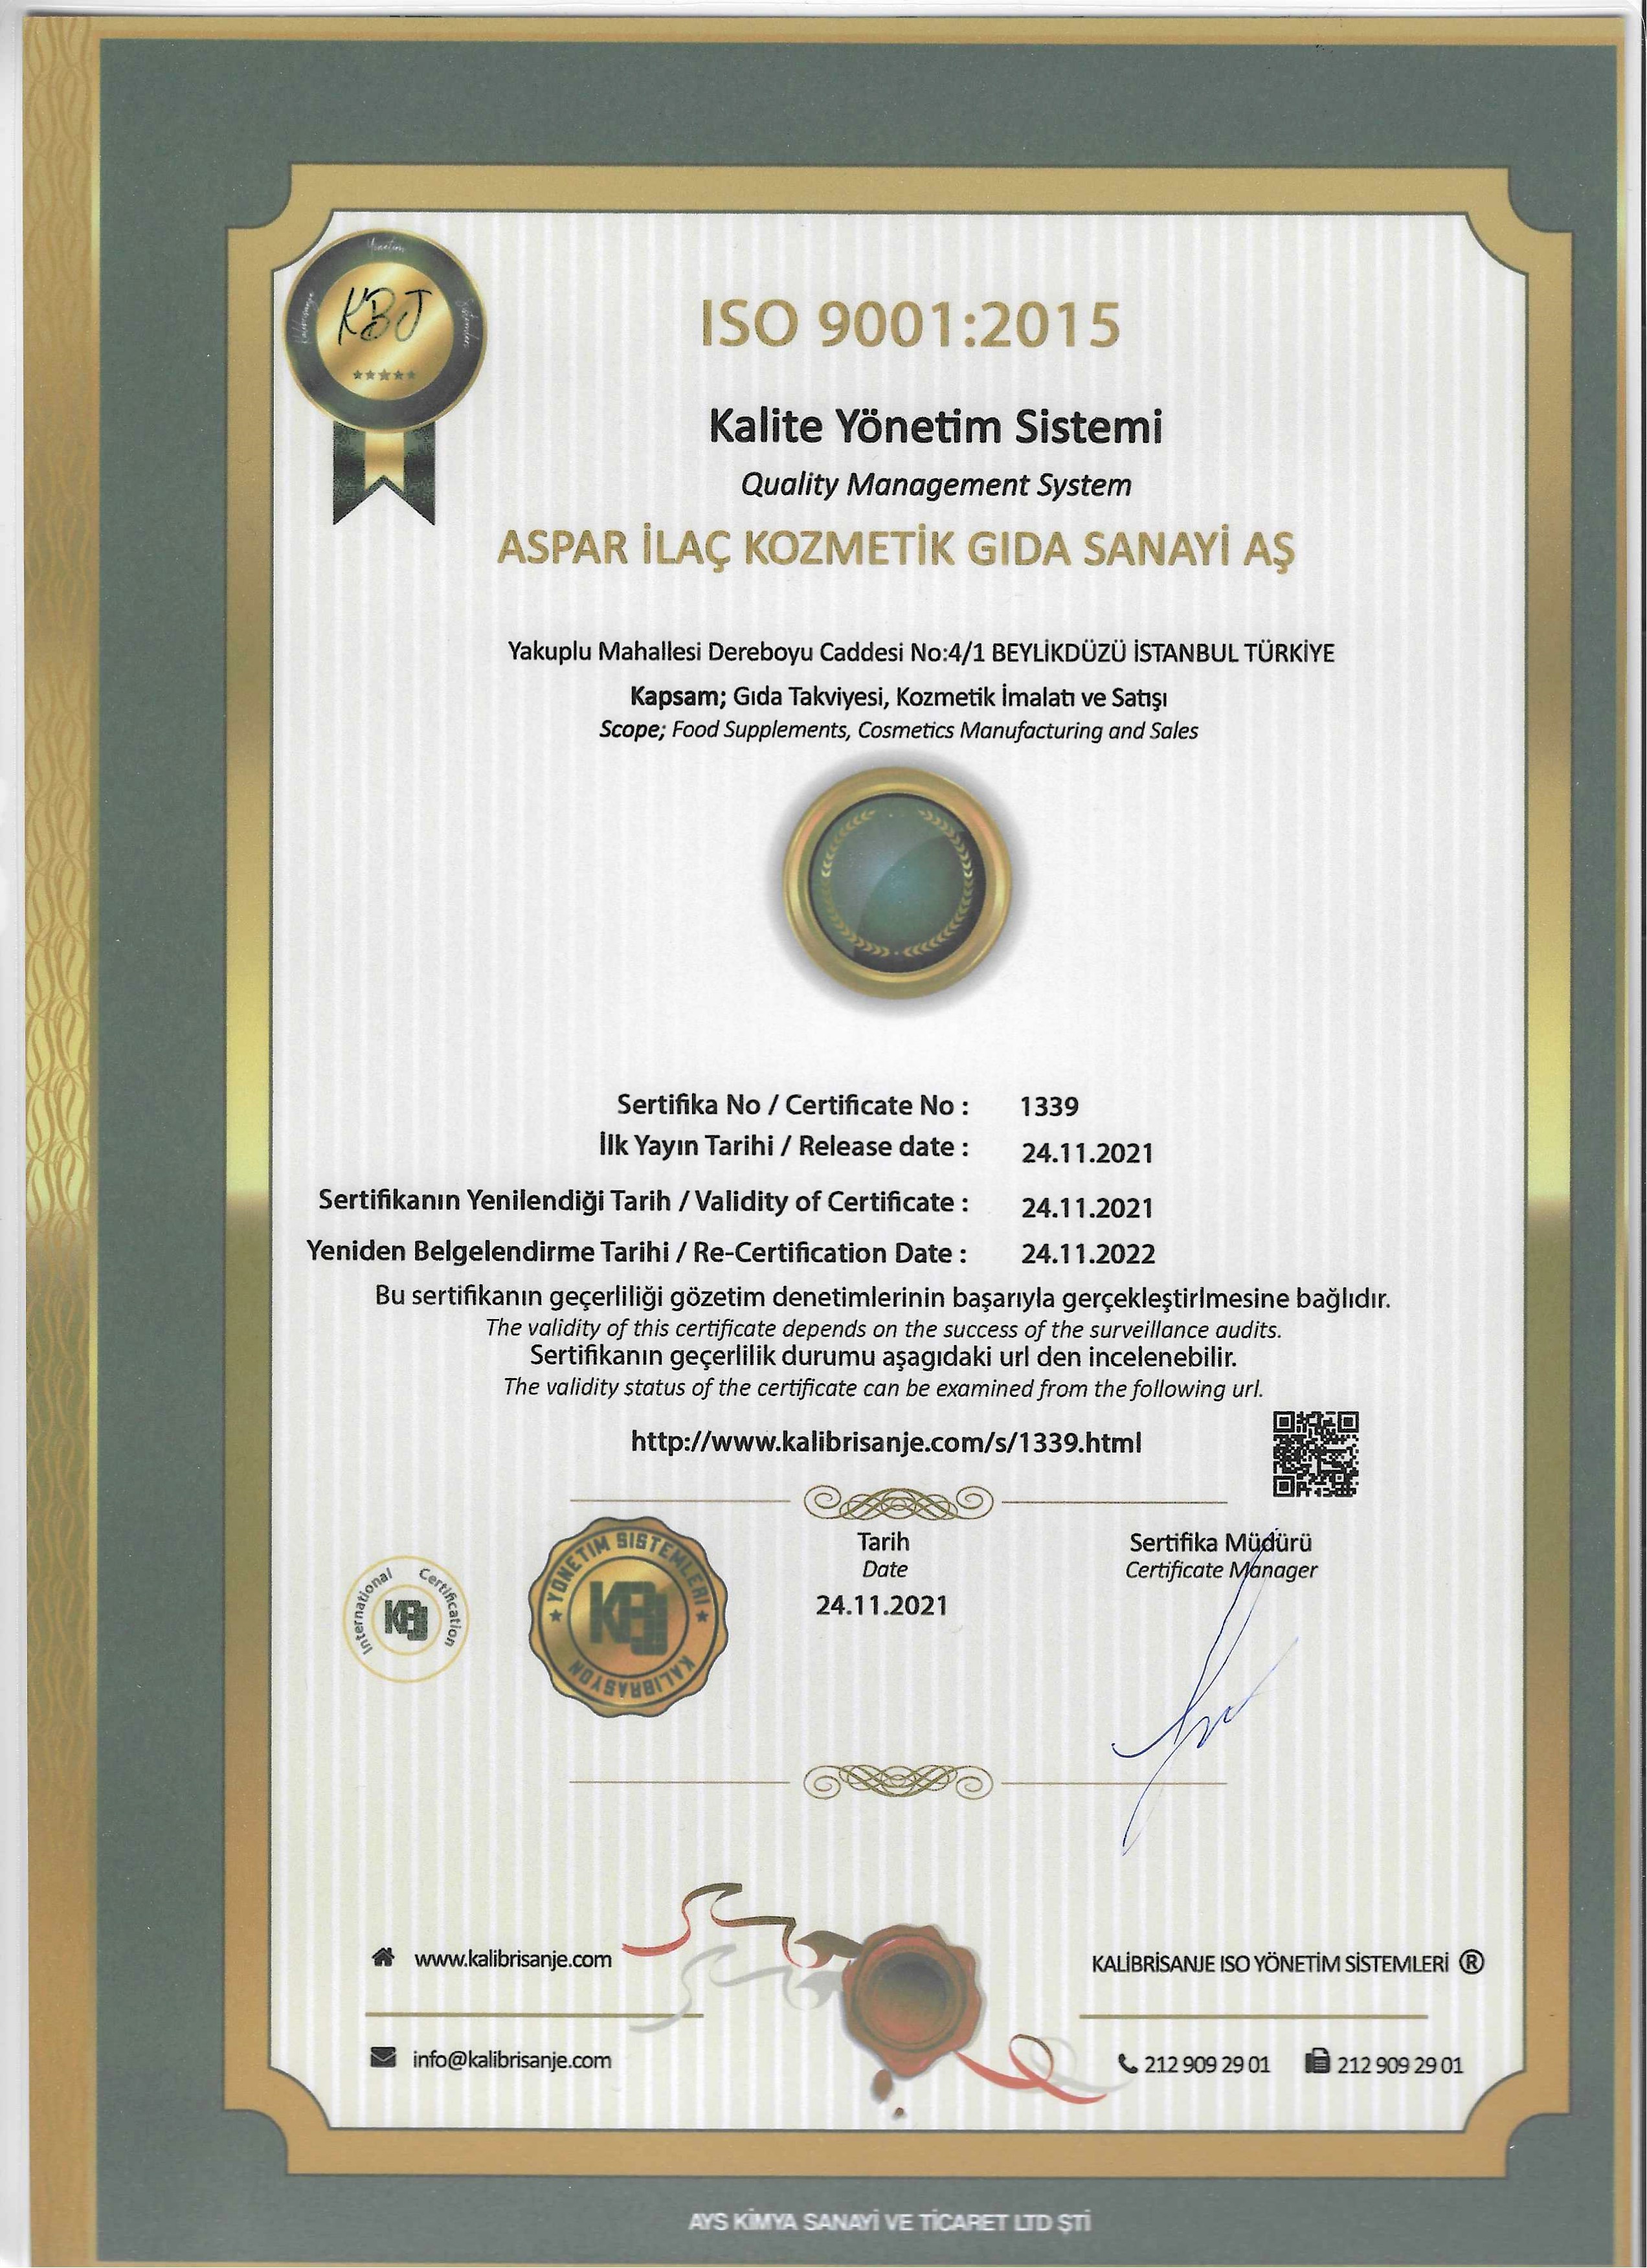 Yönetim
Kalibrisanje
Sistemleri
KBJ
ISO 9001:2015
Kalite Yönetim Sistemi
Quality Management System
ASPAR İLAÇ KOZMETİK GIDA SANAYİ AŞ
Yakuplu Mahallesi Dereboyu Caddesi No:4/1 BEYLİKDÜZÜ İSTANBUL TÜRKİYE
Kapsam; Gıda Takviyesi, Kozmetik İmalatı ve Satışı
Scope; Food Supplements, Cosmetics Manufacturing and Sales
Sertifika No / Certificate No : 1339
İlk Yayın Tarihi / Release date : 24.11.2021
Sertifikanın Yenilendiği Tarih / Validity of Certificate : 24.11.2021
Yeniden Belgelendirme Tarihi / Re-Certification Date : 24.11.2022
Bu sertifikanın geçerliliği gözetim denetimlerinin başarıyla gerçekleştirlmesine bağlıdır.
The validity of this certificate depends on the success of the surveillance audits.
Sertifikanın geçerlilik durumu aşagıdaki url den incelenebilir.
The validity status of the certificate can be examined from the following url.
http://www.kalibrisanje.com/s/1339.html
International Certification
KBJ
YÖNETIM SISTEMLERI
KBJ
KALIBRASYON
Tarih
Date
24.11.2021
Sertifika Müdürü
Certificate Manager
www.kalibrisanje.com
KALİBRİSANJE ISO YÖNETİM SİSTEMLERİ ®
info@kalibrisanje.com
212 909 29 01 212 909 29 01
AYS KİMYA SANAYİ VE TİCARET LTD ŞTİ